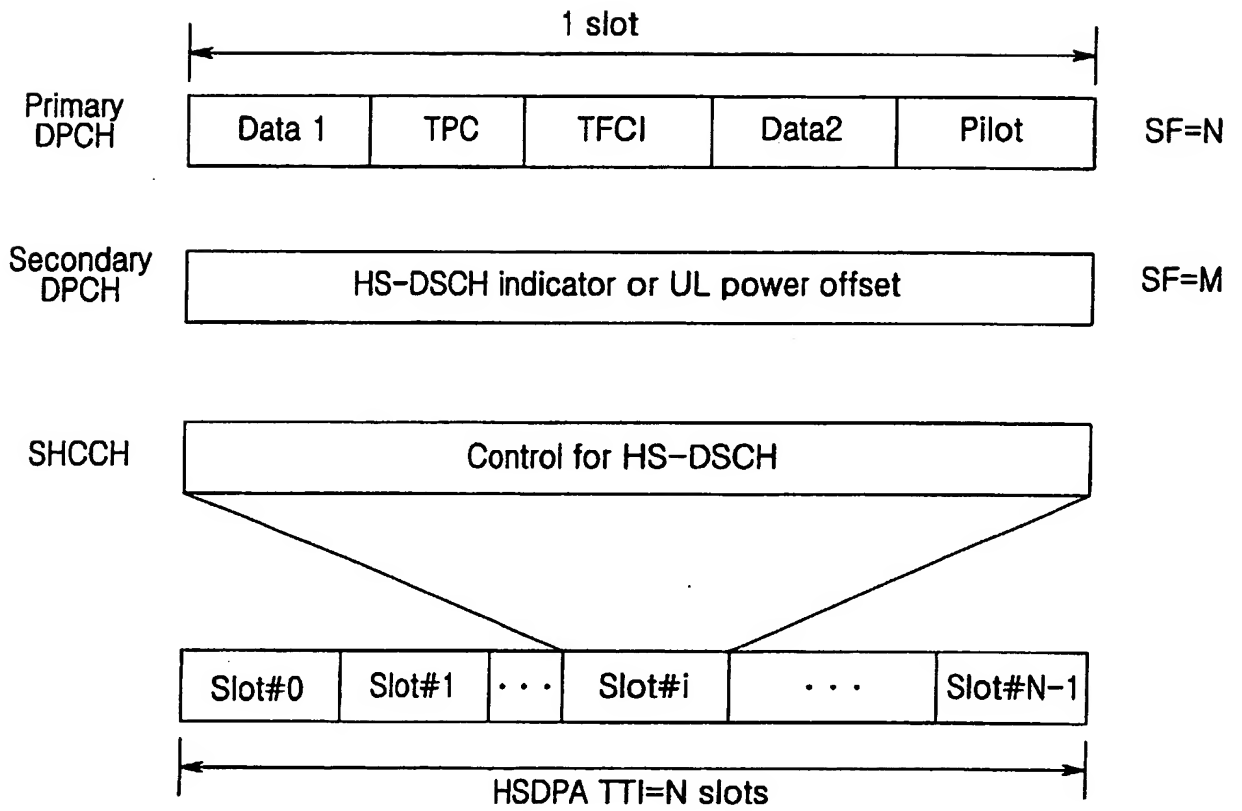 1 slot
Primary
DPCH
Data 1 TPC TFCI Data2 Pilot
SF=N
Secondary
DPCH
HS-DSCH indicator or UL power offset
SF=M
SHCCH
Control for HS-DSCH
Slot#0 Slot#1 ··· Slot#i ··· Slot#N-1
HSDPA TTI=N slots